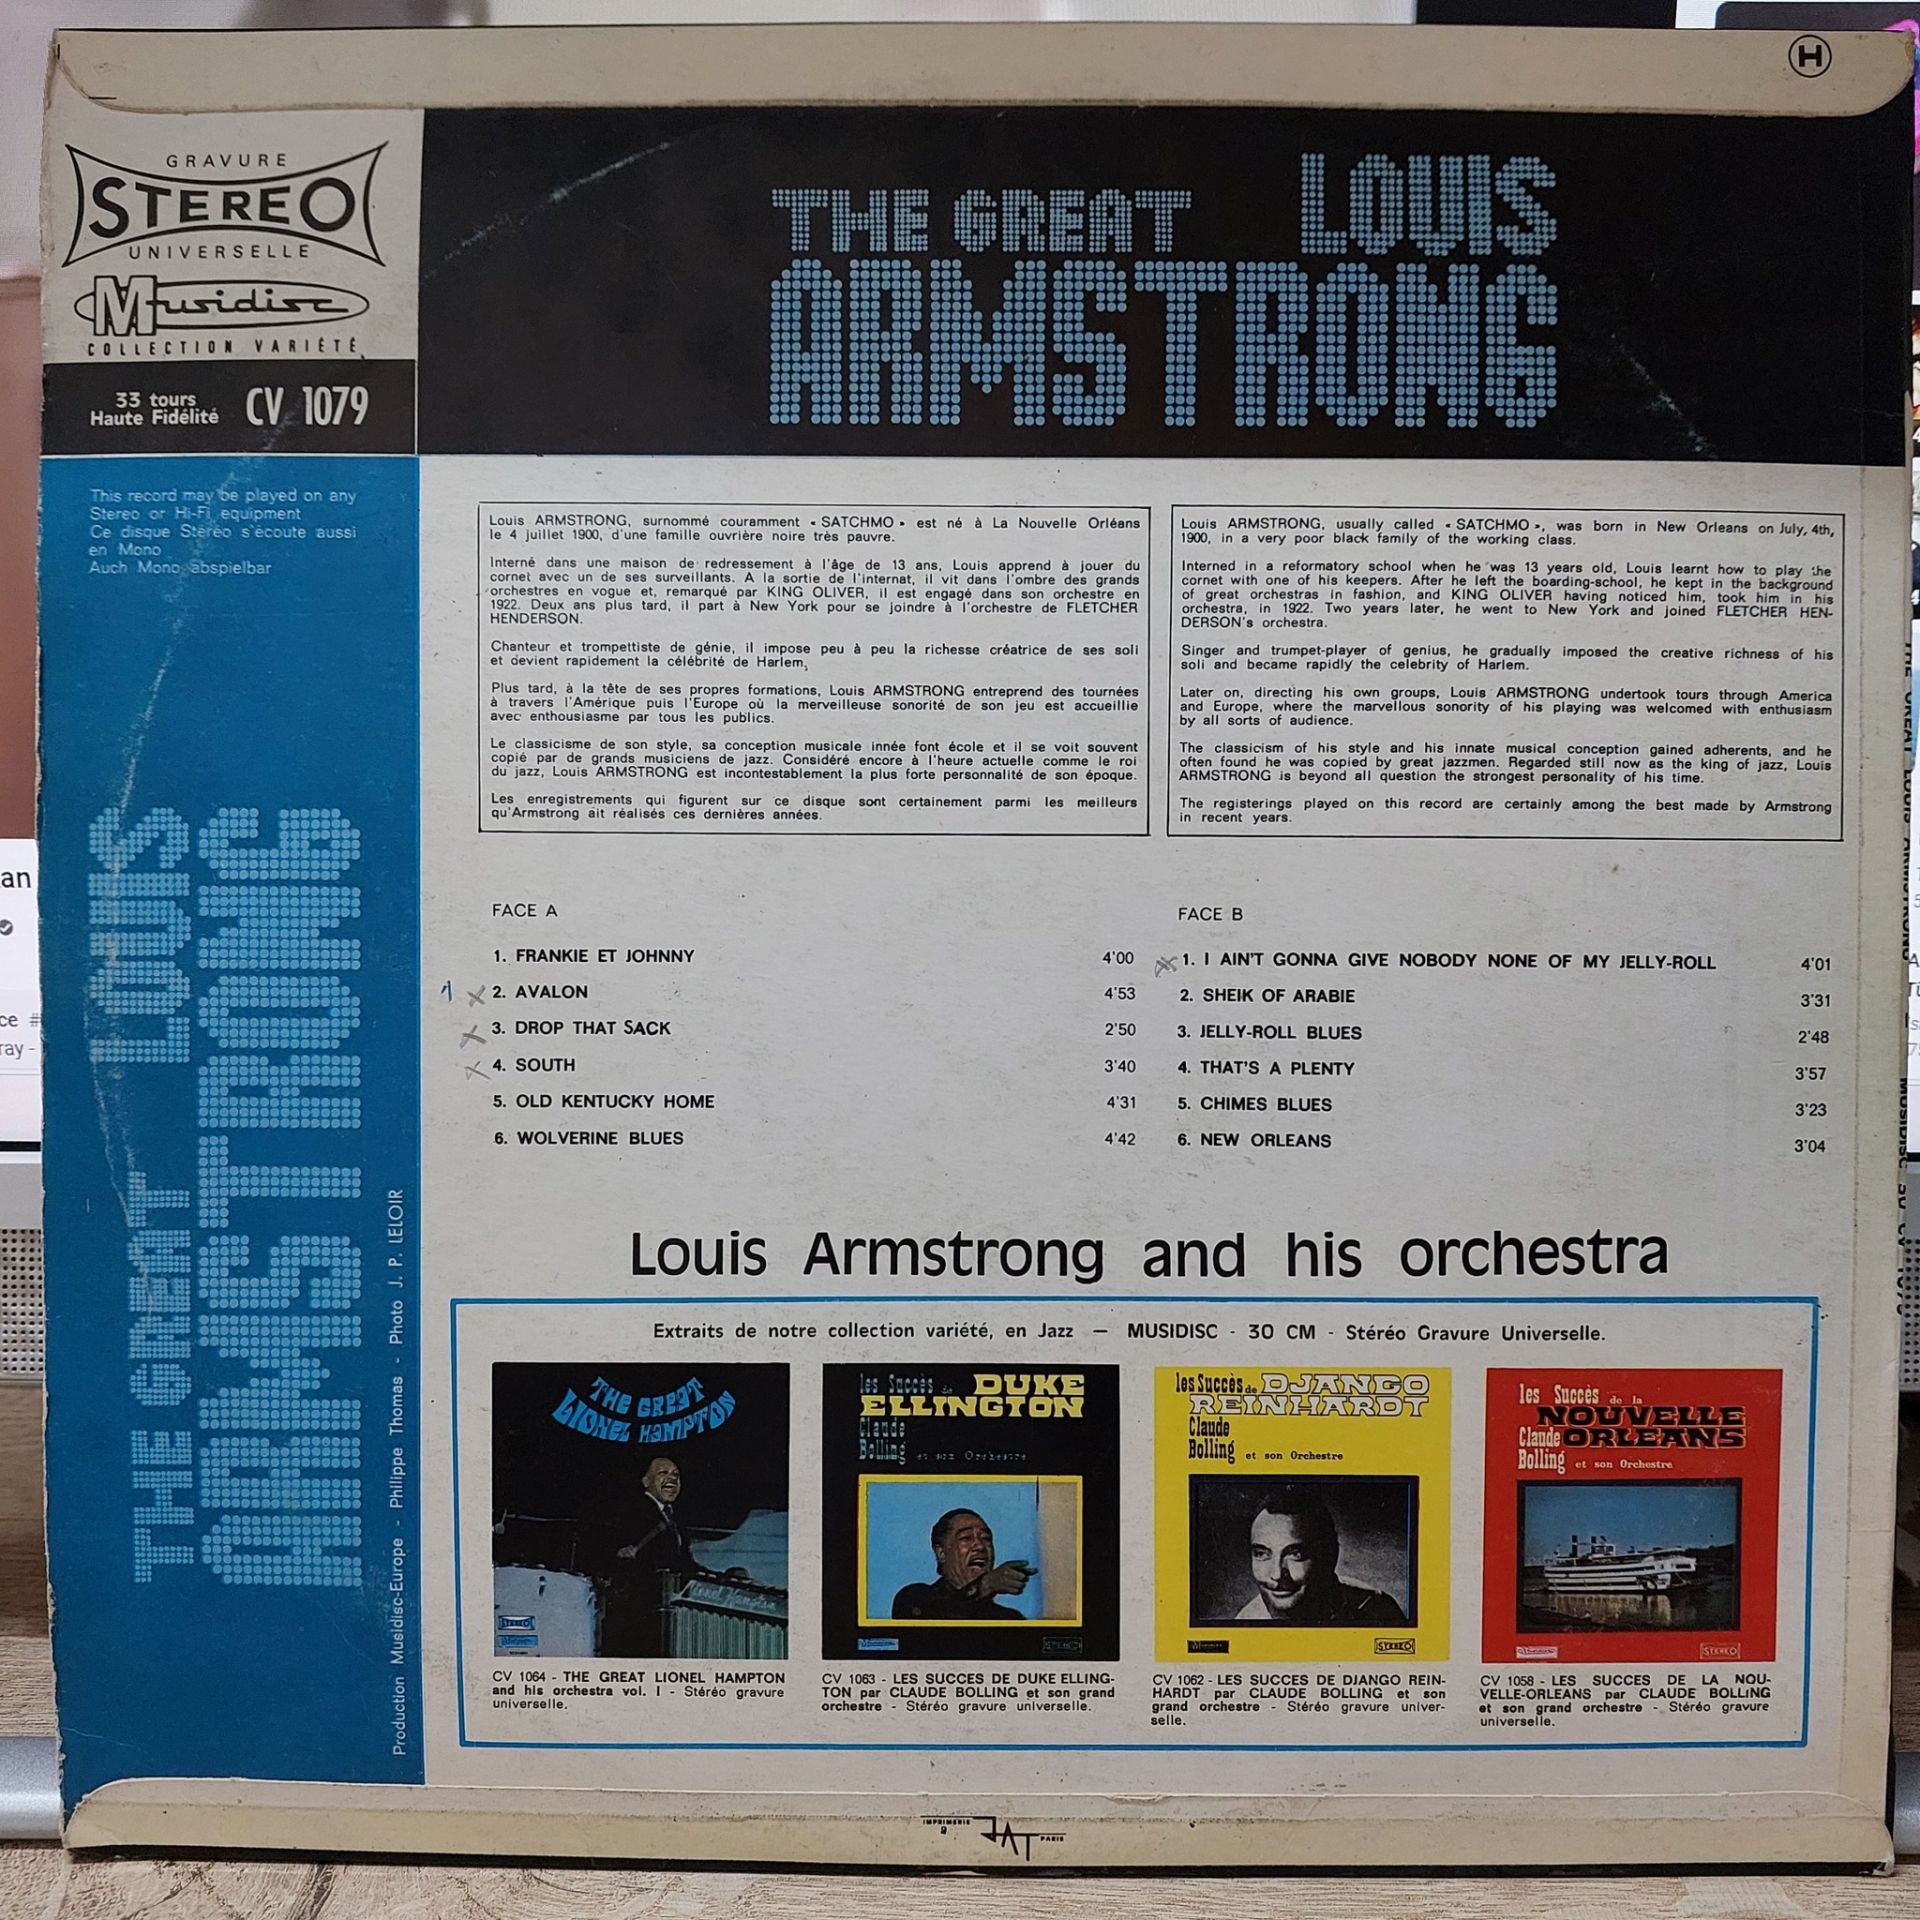 H
GRAVURE
STEREO
UNIVERSELLE
Musidisc
COLLECTION VARIÉTÉ
33 tours
Haute Fidélité
CV 1079
THE GREAT LOUIS
ARMSTRONG
This record may be played on any
Stereo or Hi-Fi equipment
Ce disque Stéréo s'écoute aussi
en Mono
Auch Mono abspielbar
THE GREAT LOUIS
ARMSTRONG
Production Musidisc-Europe - Philippe Thomas - Photo J. P. LELOIR
Louis ARMSTRONG, surnommé couramment « SATCHMO » est né à La Nouvelle Orléans
le 4 juillet 1900, d'une famille ouvrière noire très pauvre.
Interné dans une maison de redressement à l'âge de 13 ans, Louis apprend à jouer du
cornet avec un de ses surveillants. A la sortie de l'internat, il vit dans l'ombre des grands
orchestres en vogue et, remarqué par KING OLIVER, il est engagé dans son orchestre en
1922. Deux ans plus tard, il part à New York pour se joindre à l'orchestre de FLETCHER
HENDERSON.
Chanteur et trompettiste de génie, il impose peu à peu la richesse créatrice de ses soli
et devient rapidement la célébrité de Harlem,
Plus tard, à la tête de ses propres formations, Louis ARMSTRONG entreprend des tournées
à travers l'Amérique puis l'Europe où la merveilleuse sonorité de son jeu est accueillie
avec enthousiasme par tous les publics.
Le classicisme de son style, sa conception musicale innée font école et il se voit souvent
copié par de grands musiciens de jazz. Considéré encore à l'heure actuelle comme le roi
du jazz, Louis ARMSTRONG est incontestablement la plus forte personnalité de son époque.
Les enregistrements qui figurent sur ce disque sont certainement parmi les meilleurs
qu'Armstrong ait réalisés ces dernières années.
Louis ARMSTRONG, usually called « SATCHMO », was born in New Orleans on July, 4th,
1900, in a very poor black family of the working class.
Interned in a reformatory school when he was 13 years old, Louis learnt how to play the
cornet with one of his keepers. After he left the boarding-school, he kept in the background
of great orchestras in fashion, and KING OLIVER having noticed him, took him in his
orchestra, in 1922. Two years later, he went to New York and joined FLETCHER HEN-
DERSON's orchestra.
Singer and trumpet-player of genius, he gradually imposed the creative richness of his
soli and became rapidly the celebrity of Harlem.
Later on, directing his own groups, Louis ARMSTRONG undertook tours through America
and Europe, where the marvellous sonority of his playing was welcomed with enthusiasm
by all sorts of audience.
The classicism of his style and his innate musical conception gained adherents, and he
often found he was copied by great jazzmen. Regarded still now as the king of jazz, Louis
ARMSTRONG is beyond all question the strongest personality of his time.
The registerings played on this record are certainly among the best made by Armstrong
in recent years.
FACE A
1. FRANKIE ET JOHNNY 4'00
1 x 2. AVALON 4'53
x 3. DROP THAT SACK 2'50
x 4. SOUTH 3'40
5. OLD KENTUCKY HOME 4'31
6. WOLVERINE BLUES 4'42
FACE B
x 1. I AIN'T GONNA GIVE NOBODY NONE OF MY JELLY-ROLL 4'01
2. SHEIK OF ARABIE 3'31
3. JELLY-ROLL BLUES 2'48
4. THAT'S A PLENTY 3'57
5. CHIMES BLUES 3'23
6. NEW ORLEANS 3'04
Louis Armstrong and his orchestra
Extraits de notre collection variété, en Jazz — MUSIDISC - 30 CM - Stéréo Gravure Universelle.
THE GREAT
LIONEL HAMPTON
Lionel Hampton
STEREO
Musidisc
CV 1064 - THE GREAT LIONEL HAMPTON
and his orchestra vol. I - Stéréo gravure
universelle.
les Succès de DUKE
ELLINGTON
Claude
Bolling et son Orchestre
Musidisc
STEREO
CV 1063 - LES SUCCES DE DUKE ELLING-
TON par CLAUDE BOLLING et son grand
orchestre - Stéréo gravure universelle.
les Succès de DJANGO
REINHARDT
Claude
Bolling et son Orchestre
Musidisc
STEREO
CV 1062 - LES SUCCES DE DJANGO REIN-
HARDT par CLAUDE BOLLING et son
grand orchestre - Stéréo gravure univer-
selle.
les Succès de la
NOUVELLE
Claude ORLEANS
Bolling et son Orchestre
Musidisc
STEREO
CV 1058 - LES SUCCES DE LA NOU-
VELLE-ORLEANS par CLAUDE BOLLING
et son grand orchestre - Stéréo gravure
universelle.
IMPRIMERIE JAT PARIS
THE GREAT LOUIS ARMSTRONG